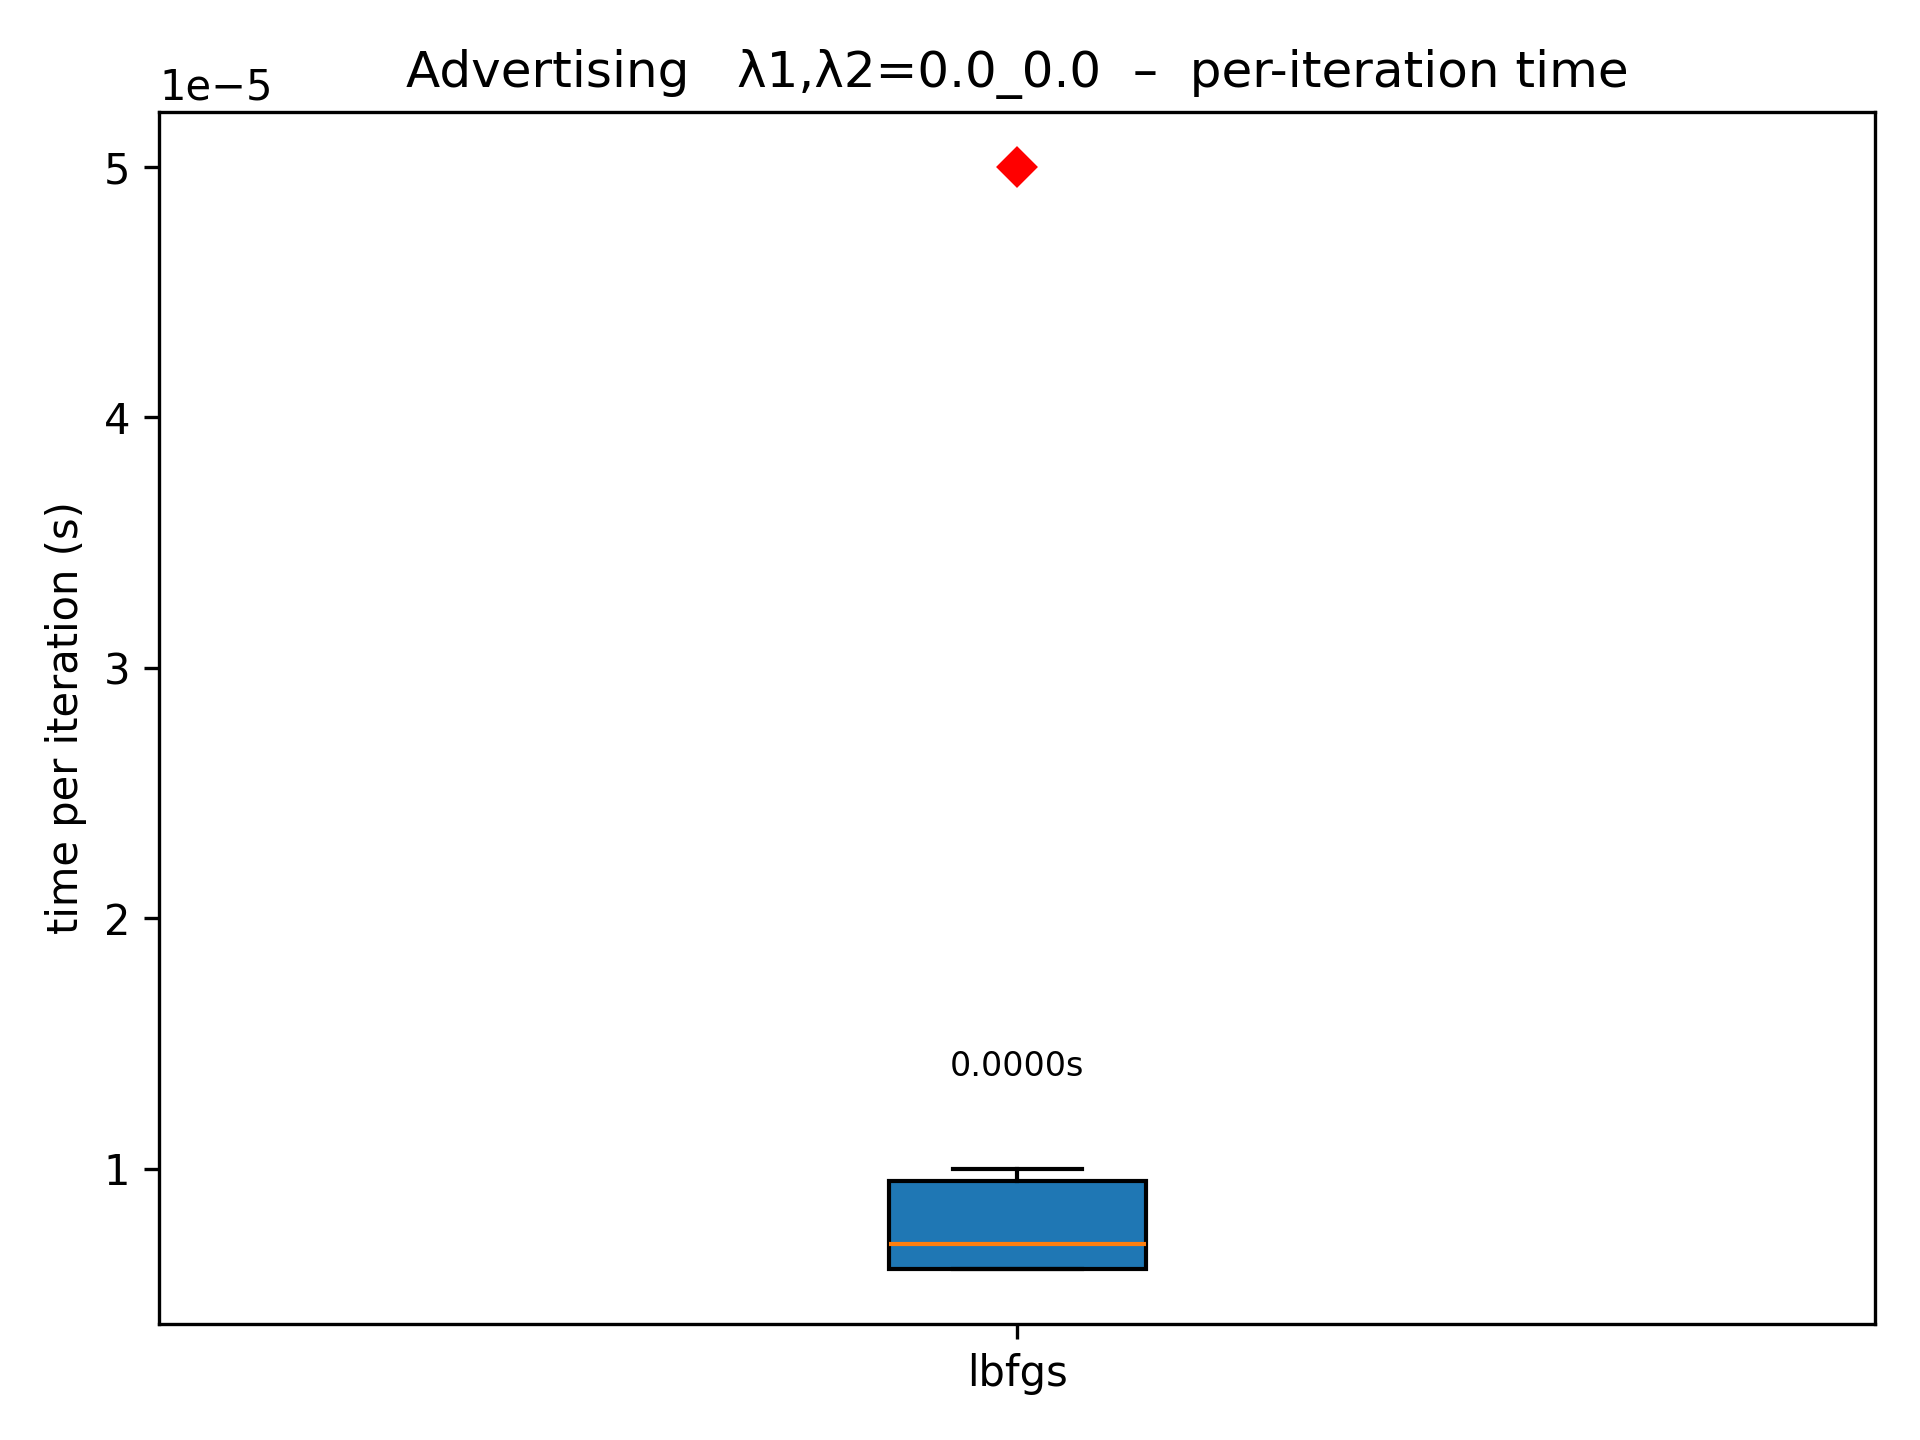 Advertising   λ1,λ2=0.0_0.0  –  per-iteration time
1e−5
5
4
3
2
1
time per iteration (s)
0.0000s
lbfgs